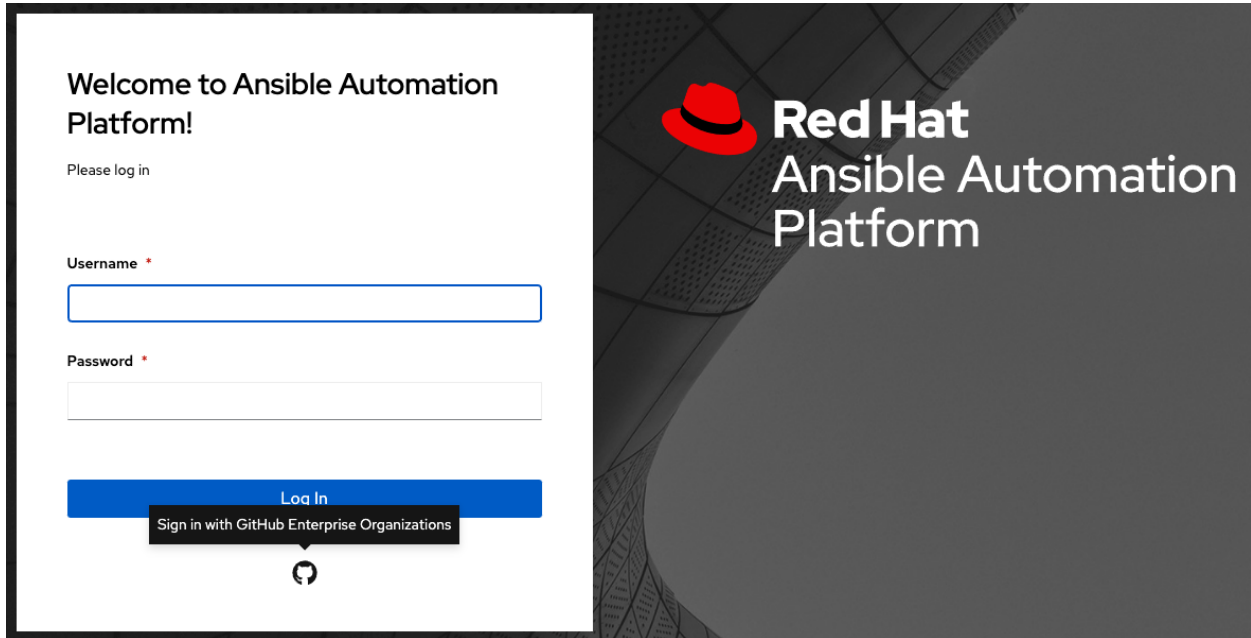 Welcome to Ansible Automation
Platform!
Please log in
Username *
Password *
Log In
Sign in with GitHub Enterprise Organizations
Red Hat
Ansible Automation
Platform